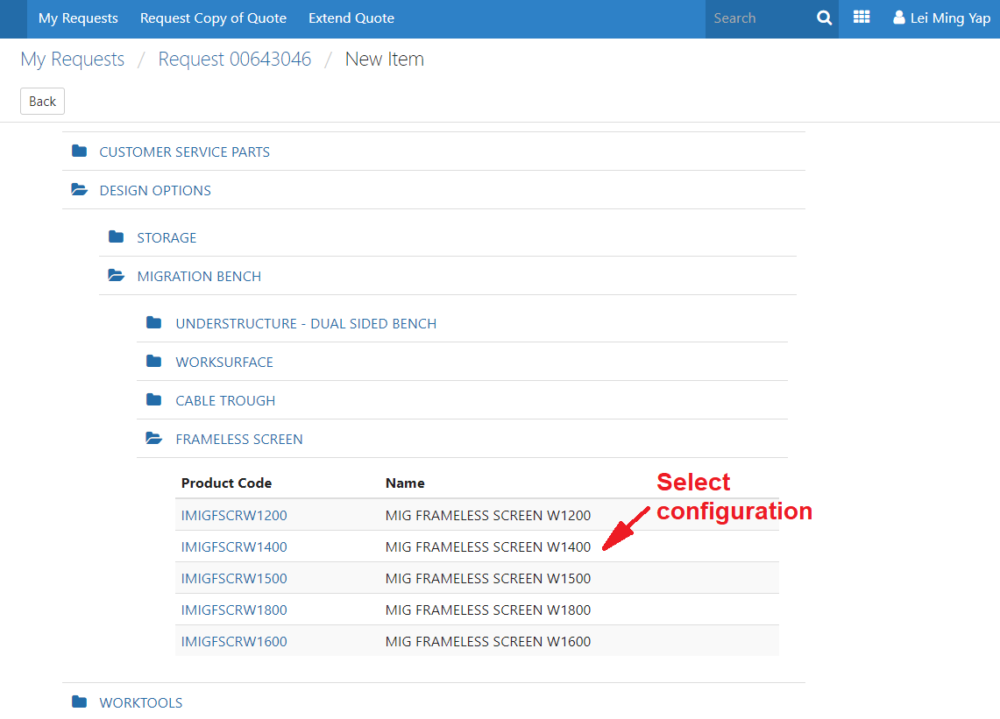 My Requests Request Copy of Quote Extend Quote Search Lei Ming Yap
My Requests / Request 00643046 / New Item
Back
CUSTOMER SERVICE PARTS
DESIGN OPTIONS
STORAGE
MIGRATION BENCH
UNDERSTRUCTURE - DUAL SIDED BENCH
WORKSURFACE
CABLE TROUGH
FRAMELESS SCREEN
Product Code Name
Select
configuration
IMIGFSCRW1200 MIG FRAMELESS SCREEN W1200
IMIGFSCRW1400 MIG FRAMELESS SCREEN W1400
IMIGFSCRW1500 MIG FRAMELESS SCREEN W1500
IMIGFSCRW1800 MIG FRAMELESS SCREEN W1800
IMIGFSCRW1600 MIG FRAMELESS SCREEN W1600
WORKTOOLS